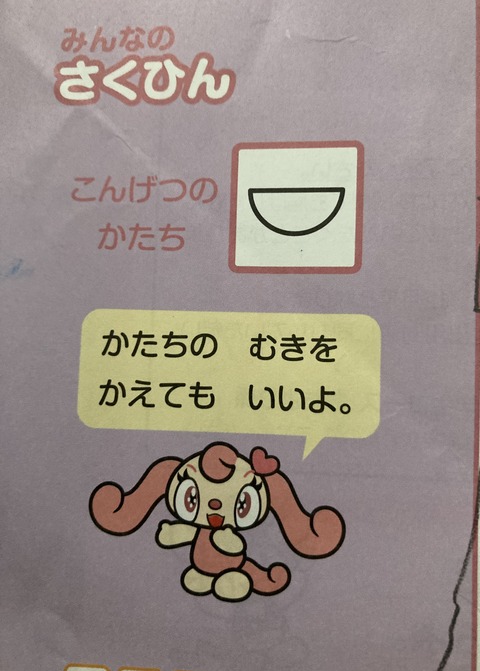 みんなの
さくひん
こんげつの
かたち
かたちの むきを
かえても いいよ。